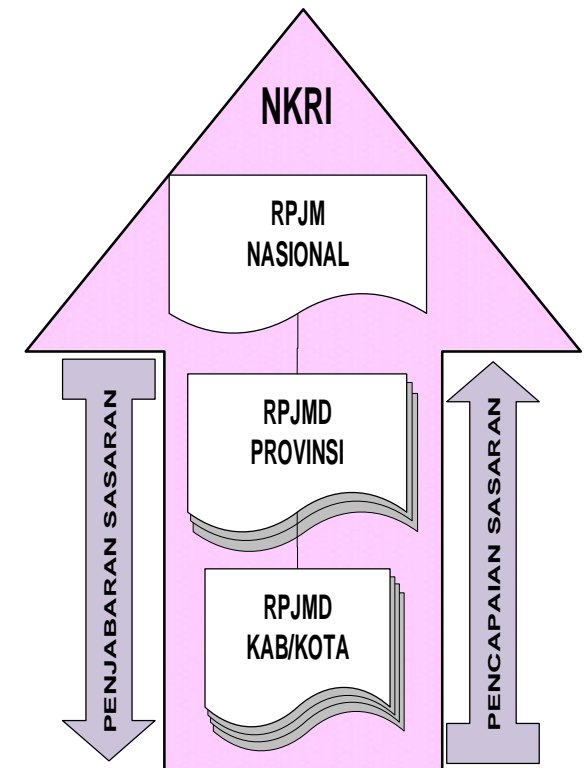 NKRI
RPJM
NASIONAL
RPJMD
PROVINSI
RPJMD
KAB/KOTA
PENJABARAN SASARAN
PENCAPAIAN SASARAN